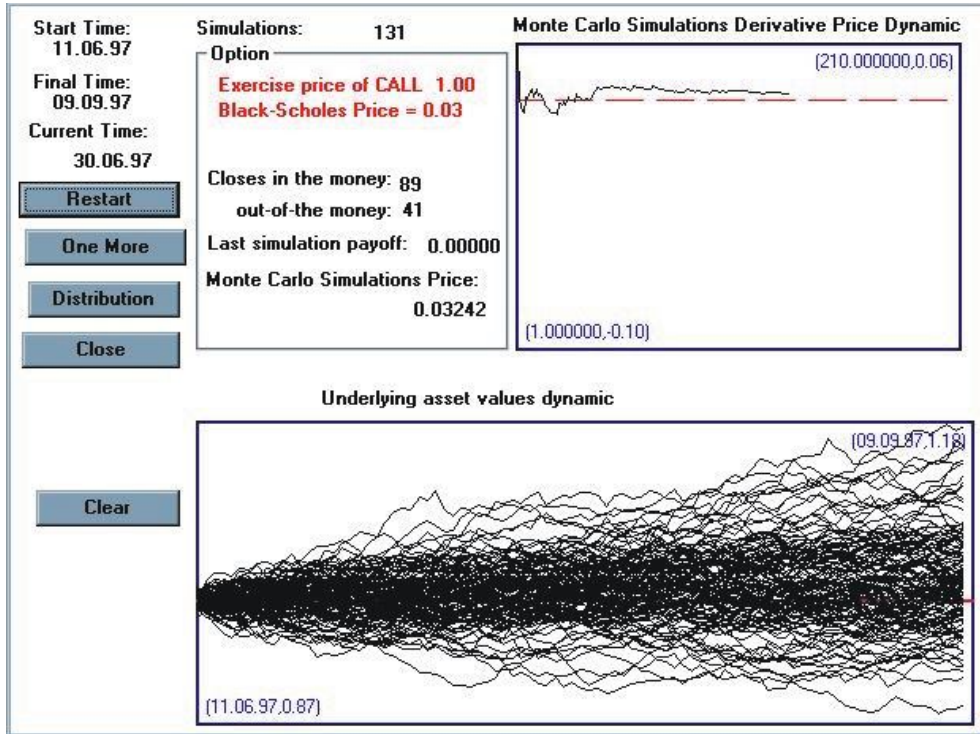 Start Time:
11.06.97
Final Time:
09.09.97
Current Time:
30.06.97
Restart
One More
Distribution
Close
Clear
Simulations: 131
Option
Exercise price of CALL 1.00
Black-Scholes Price = 0.03
Closes in the money: 89
out-of-the money: 41
Last simulation payoff: 0.00000
Monte Carlo Simulations Price:
0.03242
Monte Carlo Simulations Derivative Price Dynamic
(210.000000,0.06)
(1.000000,-0.10)
Underlying asset values dynamic
(09.09.97,1.18)
(11.06.97,0.87)